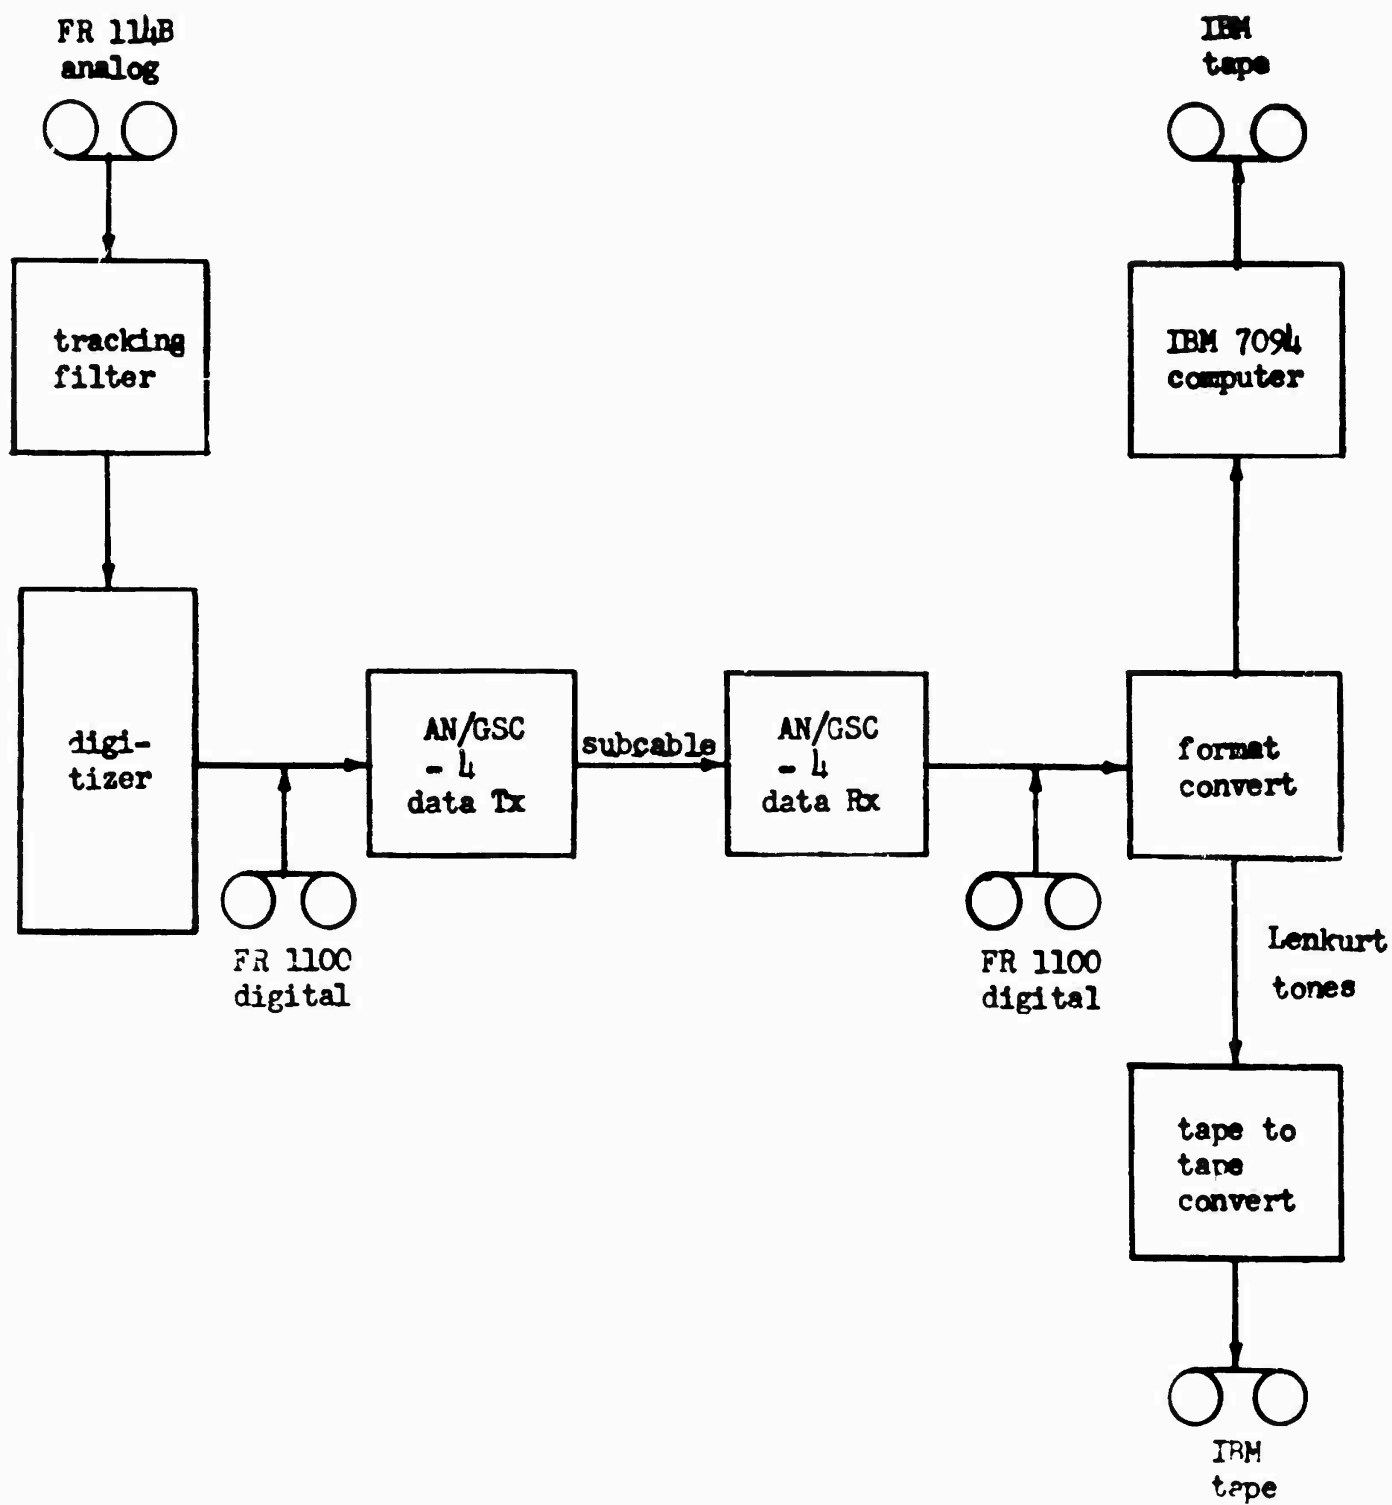 FR 114B
analog
IBM
tape
tracking
filter
IBM 7094
computer
digi-
tizer
AN/GSC
- 4
data Tx
subcable
AN/GSC
- 4
data Rx
format
convert
FR 1100
digital
FR 1100
digital
Lenkurt
tones
tape to
tape
convert
IBM
tape